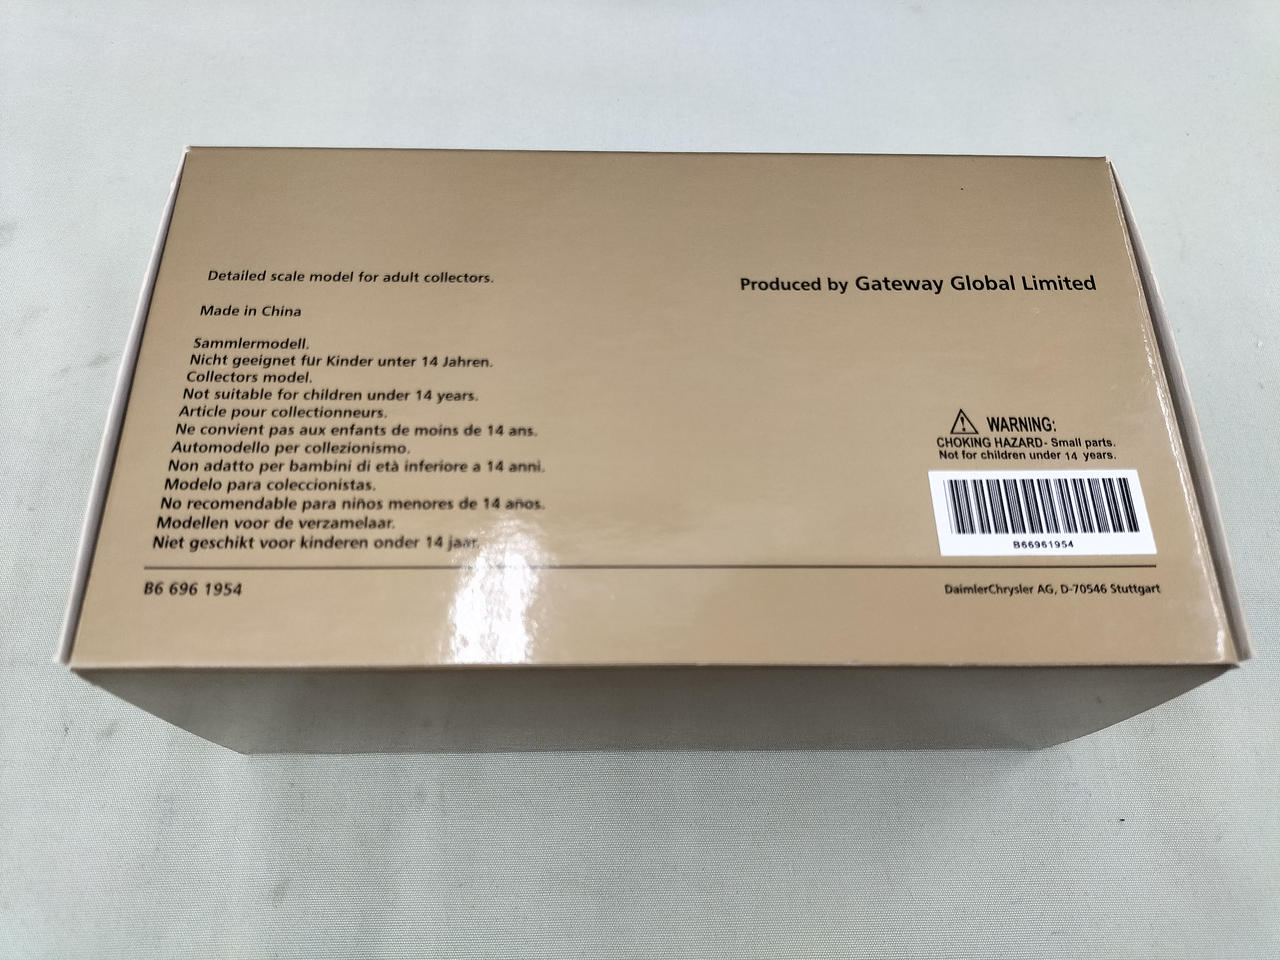 Detailed scale model for adult collectors.
Made in China
Sammlermodell.
Nicht geeignet für Kinder unter 14 Jahren.
Collectors model.
Not suitable for children under 14 years.
Article pour collectionneurs.
Ne convient pas aux enfants de moins de 14 ans.
Automodello per collezionismo.
Non adatto per bambini di età inferiore a 14 anni.
Modelo para coleccionistas.
No recomendable para niños menores de 14 años.
Modellen voor de verzamelaar.
Niet geschikt voor kinderen onder 14 jaar.
B6 696 1954
Produced by Gateway Global Limited
WARNING:
CHOKING HAZARD- Small parts.
Not for children under 14 years.
B66961954
DaimlerChrysler AG, D-70546 Stuttgart